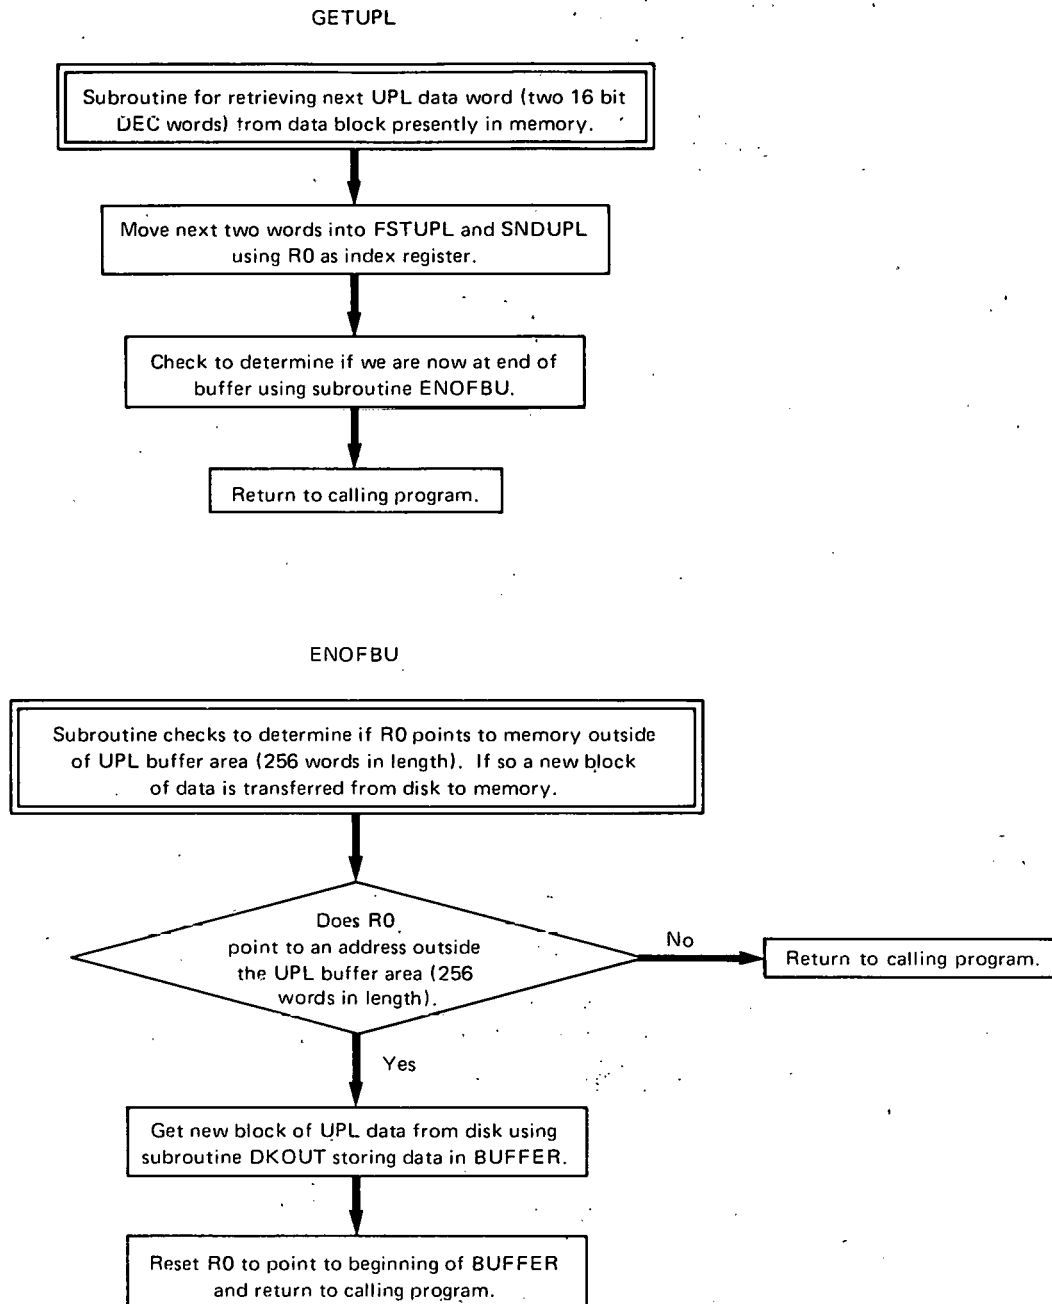 GETUPL
Subroutine for retrieving next UPL data word (two 16 bit
DEC words) from data block presently in memory.
Move next two words into FSTUPL and SNDUPL
using R0 as index register.
Check to determine if we are now at end of
buffer using subroutine ENOFBU.
Return to calling program.
ENOFBU
Subroutine checks to determine if R0 points to memory outside
of UPL buffer area (256 words in length). If so a new block
of data is transferred from disk to memory.
Does R0
point to an address outside
the UPL buffer area (256
words in length).
No
Return to calling program.
Yes
Get new block of UPL data from disk using
subroutine DKOUT storing data in BUFFER.
Reset R0 to point to beginning of BUFFER
and return to calling program.